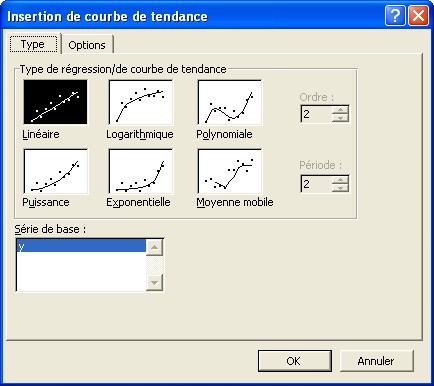 Insertion de courbe de tendance
Type Options
Type de régression/de courbe de tendance
Linéaire Logarithmique Polynomiale
Ordre :
2
Puissance Exponentielle Moyenne mobile
Période :
2
Série de base :
y
OK Annuler